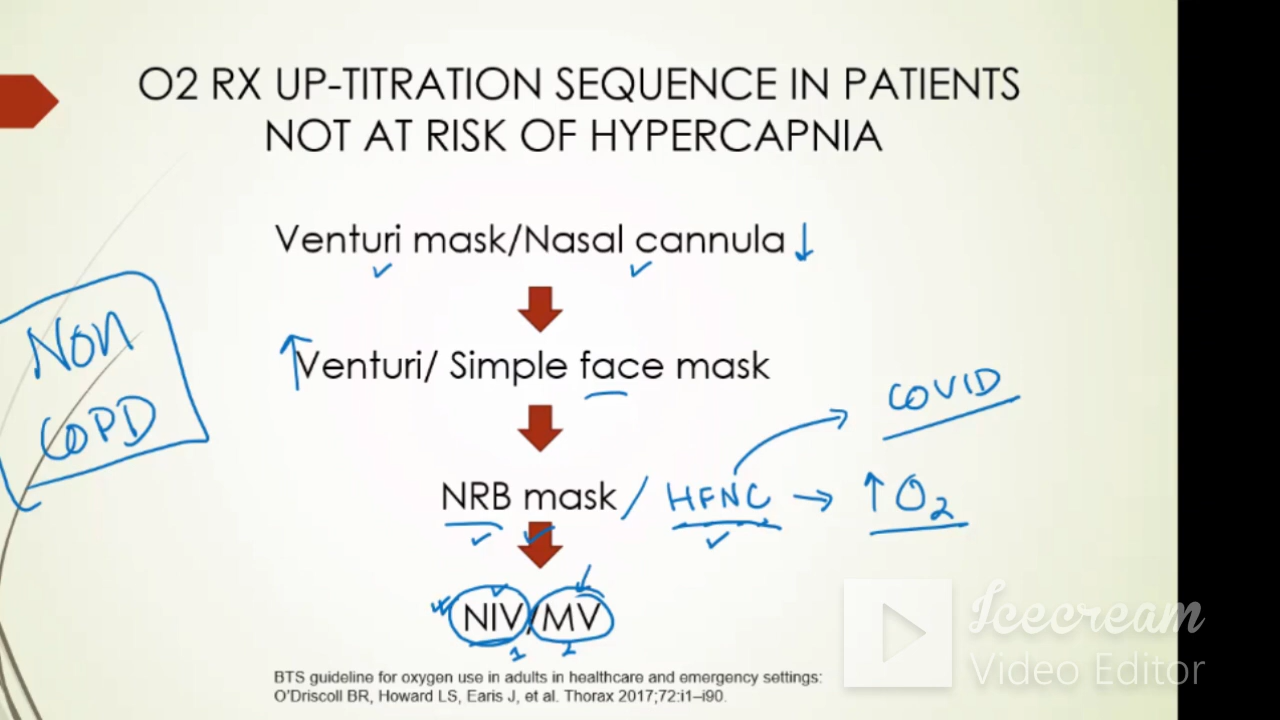 O2 RX UP-TITRATION SEQUENCE IN PATIENTS
NOT AT RISK OF HYPERCAPNIA
Venturi mask/Nasal cannula ↓
NON
COPD
↑Venturi/ Simple face mask
COVID
NRB mask / HFNC → ↑O2
NIV/MV
1 2
BTS guideline for oxygen use in adults in healthcare and emergency settings:
O'Driscoll BR, Howard LS, Earis J, et al. Thorax 2017;72:i1–i90.
Icecream
Video Editor